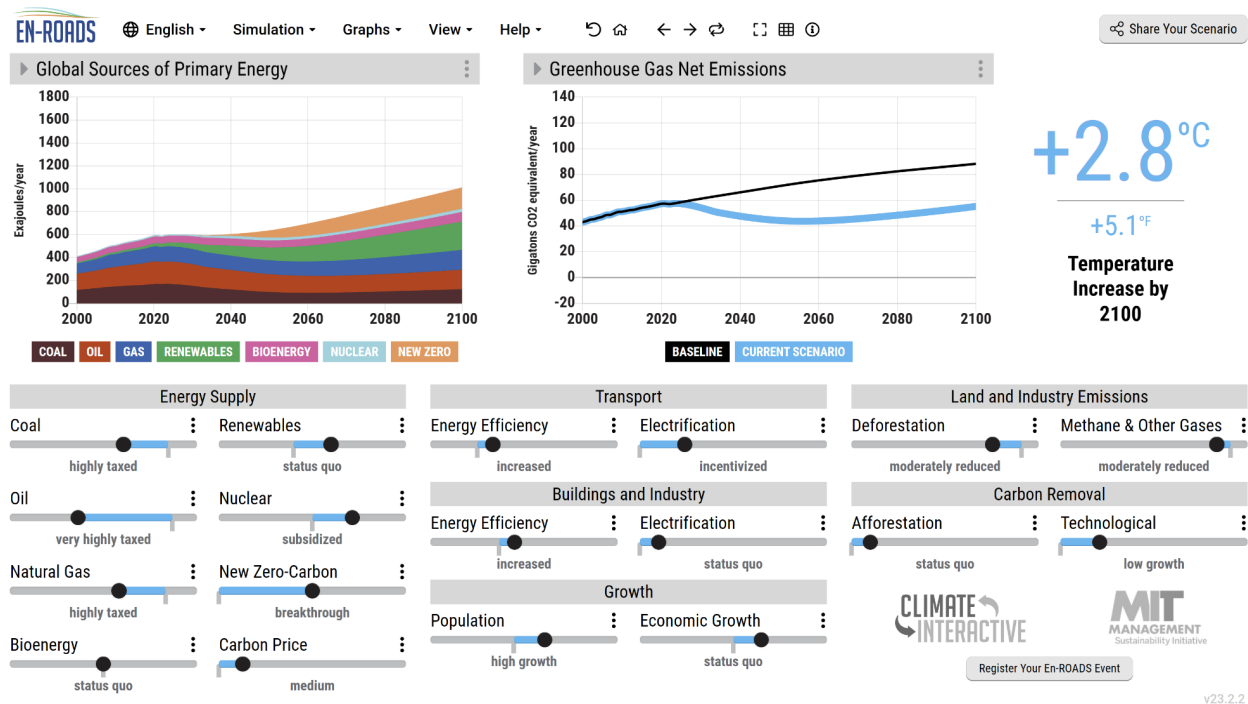 EN-ROADS
English
Simulation
Graphs
View
Help
Share Your Scenario
Global Sources of Primary Energy
Exajoules/year
1800
1600
1400
1200
1000
800
600
400
200
0
2000 2020 2040 2060 2080 2100
COAL OIL GAS RENEWABLES BIOENERGY NUCLEAR NEW ZERO
Greenhouse Gas Net Emissions
Gigatons CO2 equivalent/year
140
120
100
80
60
40
20
0
-20
2000 2020 2040 2060 2080 2100
BASELINE CURRENT SCENARIO
+2.8ºC
+5.1°F
Temperature
Increase by
2100
Energy Supply
Coal
highly taxed
Renewables
status quo
Oil
very highly taxed
Nuclear
subsidized
Natural Gas
highly taxed
New Zero-Carbon
breakthrough
Bioenergy
status quo
Carbon Price
medium
Transport
Energy Efficiency
increased
Electrification
incentivized
Buildings and Industry
Energy Efficiency
increased
Electrification
status quo
Growth
Population
high growth
Economic Growth
status quo
Land and Industry Emissions
Deforestation
moderately reduced
Methane & Other Gases
moderately reduced
Carbon Removal
Afforestation
status quo
Technological
low growth
CLIMATE
INTERACTIVE
MIT
MANAGEMENT
Sustainability Initiative
Register Your En-ROADS Event
v23.2.2